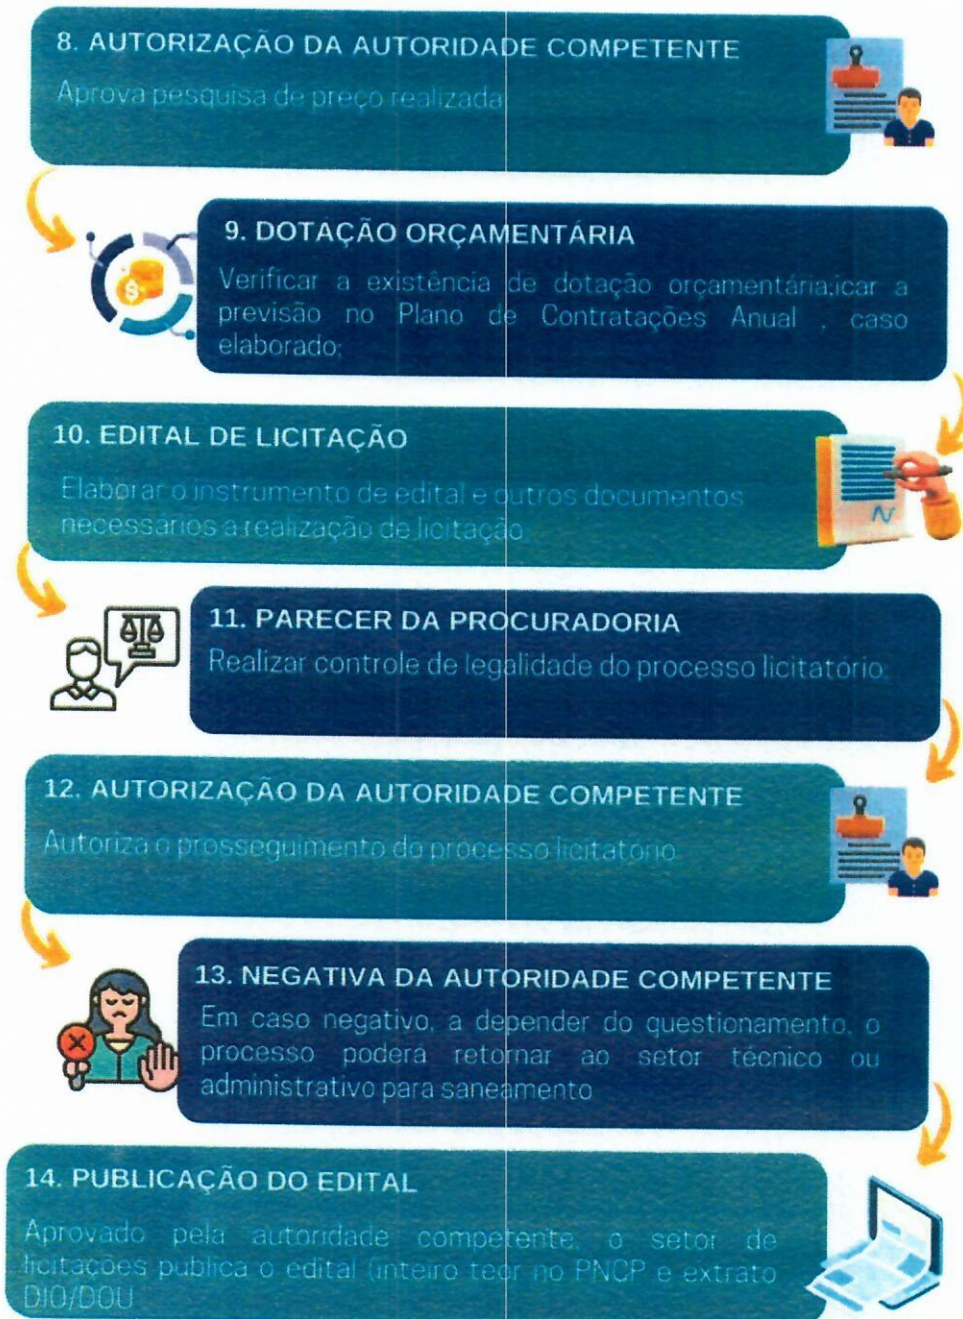 8. AUTORIZAÇÃO DA AUTORIDADE COMPETENTE
Aprova pesquisa de preço realizada
9. DOTAÇÃO ORÇAMENTÁRIA
Verificar a existência de dotação orçamentária;icar a
previsão no Plano de Contratações Anual , caso
elaborado;
10. EDITAL DE LICITAÇÃO
Elaborar o instrumento de edital e outros documentos
necessários a realização de licitação.
11. PARECER DA PROCURADORIA
Realizar controle de legalidade do processo licitatório.
12. AUTORIZAÇÃO DA AUTORIDADE COMPETENTE
Autoriza o prosseguimento do processo licitatório
13. NEGATIVA DA AUTORIDADE COMPETENTE
Em caso negativo, a depender do questionamento, o
processo poderá retornar ao setor técnico ou
administrativo para saneamento
14. PUBLICAÇÃO DO EDITAL
Aprovado pela autoridade competente, o setor de
licitações publica o edital (inteiro teor no PNCP e extrato
DIO/DOU